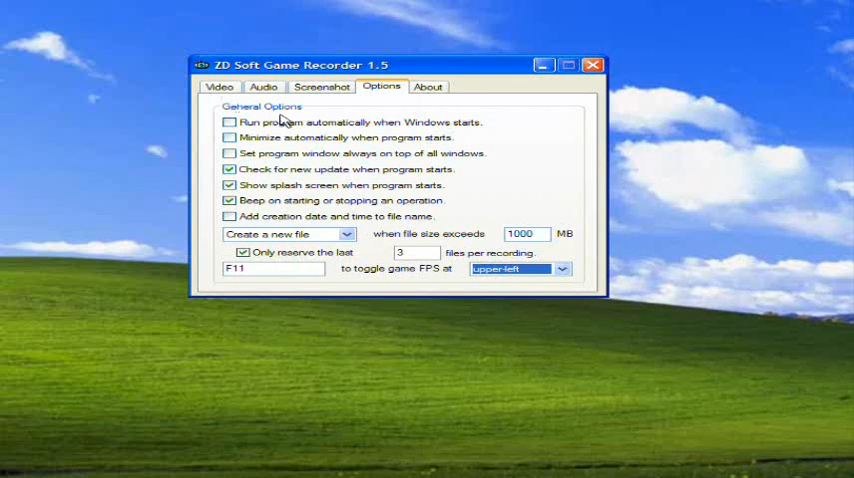 ZD Soft Game Recorder 1.5
Video Audio Screenshot Options About
General Options
Run program automatically when Windows starts.
Minimize automatically when program starts.
Set program window always on top of all windows.
Check for new update when program starts.
Show splash screen when program starts.
Beep on starting or stopping an operation.
Add creation date and time to file name.
Create a new file when file size exceeds 1000 MB
Only reserve the last 3 files per recording.
F11 to toggle game FPS at upper-left